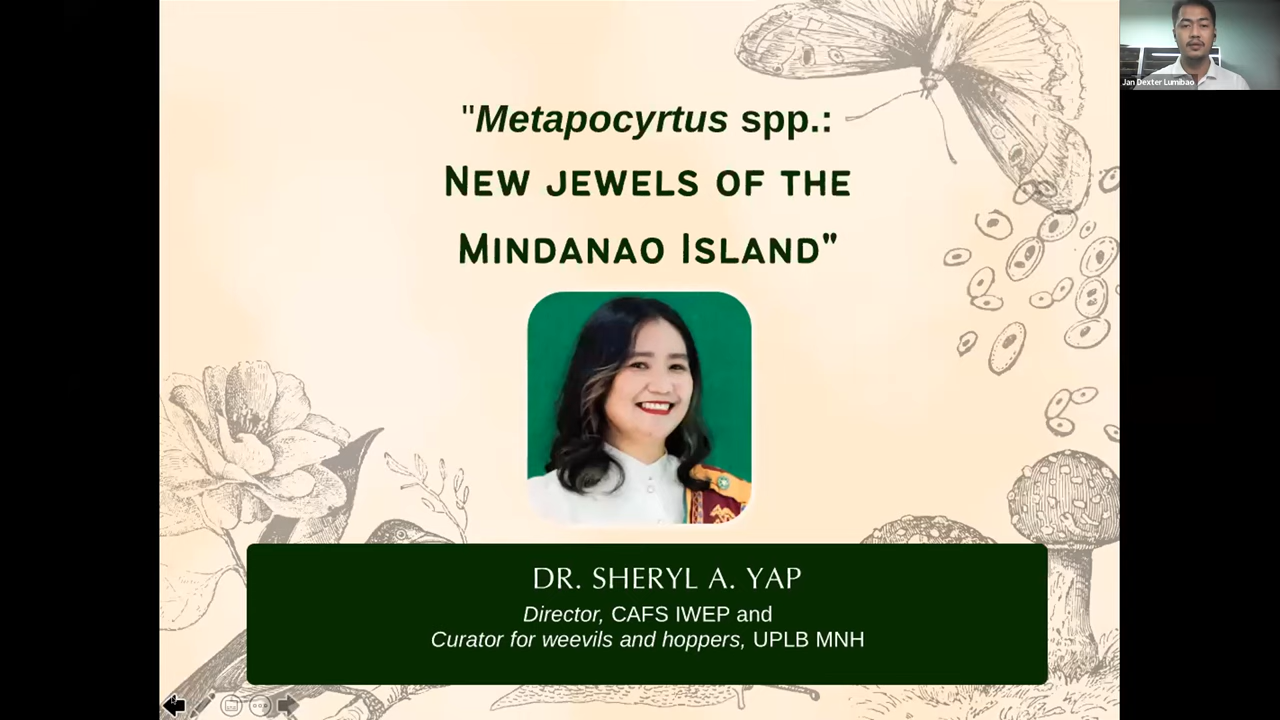 "Metapocyrtus spp.:
New jewels of the
Mindanao Island"
DR. SHERYL A. YAP
Director, CAFS IWEP and
Curator for weevils and hoppers, UPLB MNH
Jan Dexter Lumibao